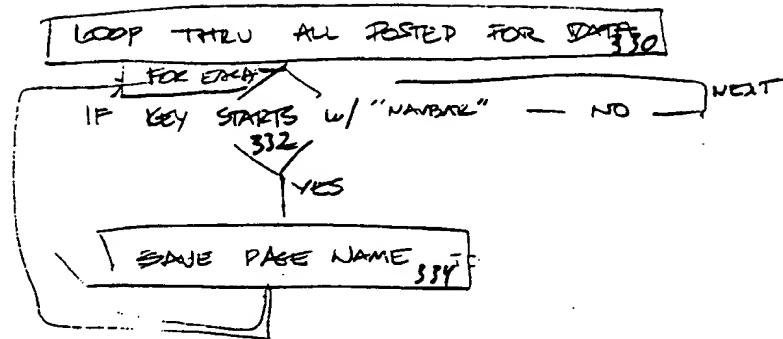 LOOP THRU ALL POSTED FOR DATA 330
FOR EACH
IF KEY STARTS w/ "NAVBAR" — NO — NEXT
332
YES
SAVE PAGE NAME 334